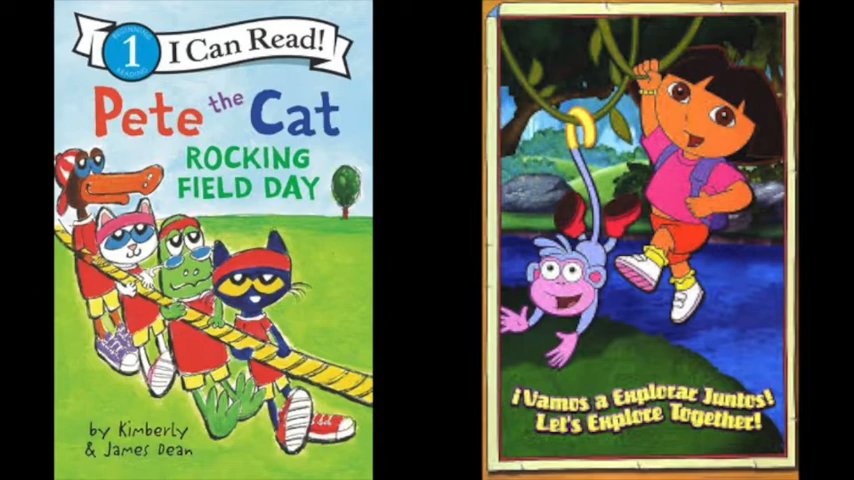 BEGINNING
1
READING
I Can Read!
Pete the Cat
ROCKING
FIELD DAY
by Kimberly
& James Dean
¡Vamos a Explorar Juntos!
Let's Explore Together!